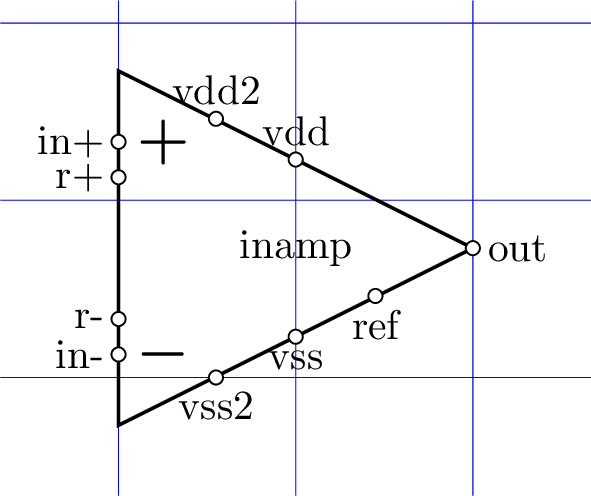 vdd2
vdd
in+ +
r+
inamp
out
r-
ref
in- −
vss
vss2